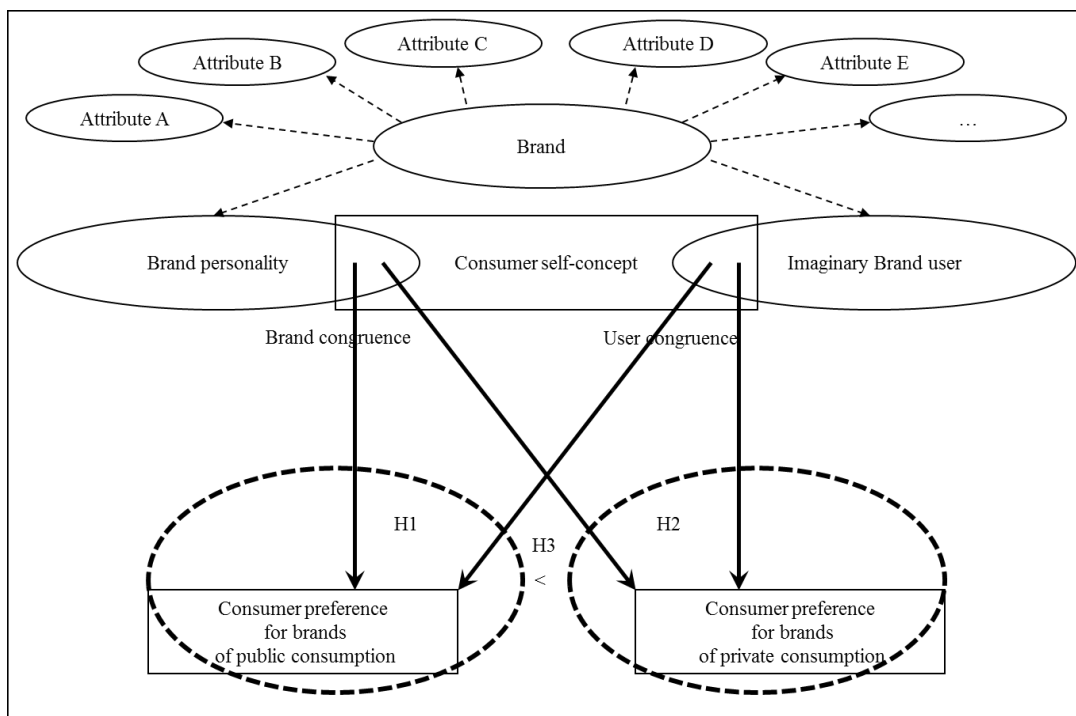 Attribute C
Attribute D
Attribute B
Attribute E
Attribute A
…
Brand
Brand personality
Consumer self-concept
Imaginary Brand user
Brand congruence
User congruence
H1
H2
H3
<
Consumer preference
for brands
of public consumption
Consumer preference
for brands
of private consumption